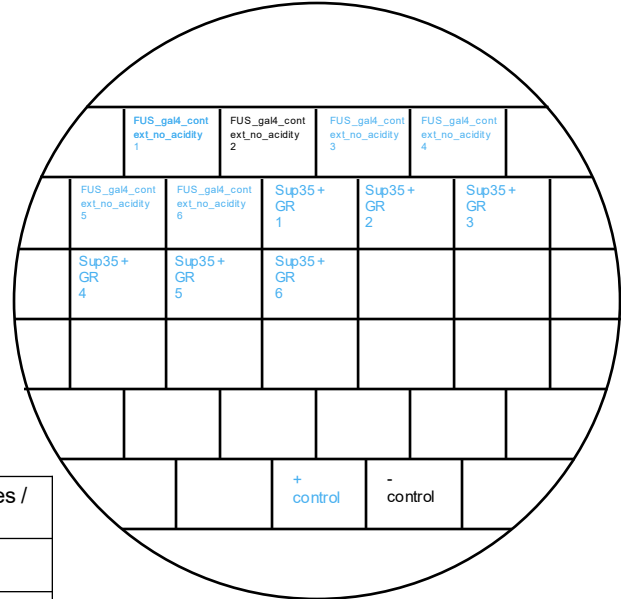 FUS_gal4_cont
ext_no_acidity
1
FUS_gal4_cont
ext_no_acidity
2
FUS_gal4_cont
ext_no_acidity
3
FUS_gal4_cont
ext_no_acidity
4
FUS_gal4_cont
ext_no_acidity
5
FUS_gal4_cont
ext_no_acidity
6
Sup35 +
GR
1
Sup35 +
GR
2
Sup35 +
GR
3
Sup35 +
GR
4
Sup35 +
GR
5
Sup35 +
GR
6
+
control
-
control
es /